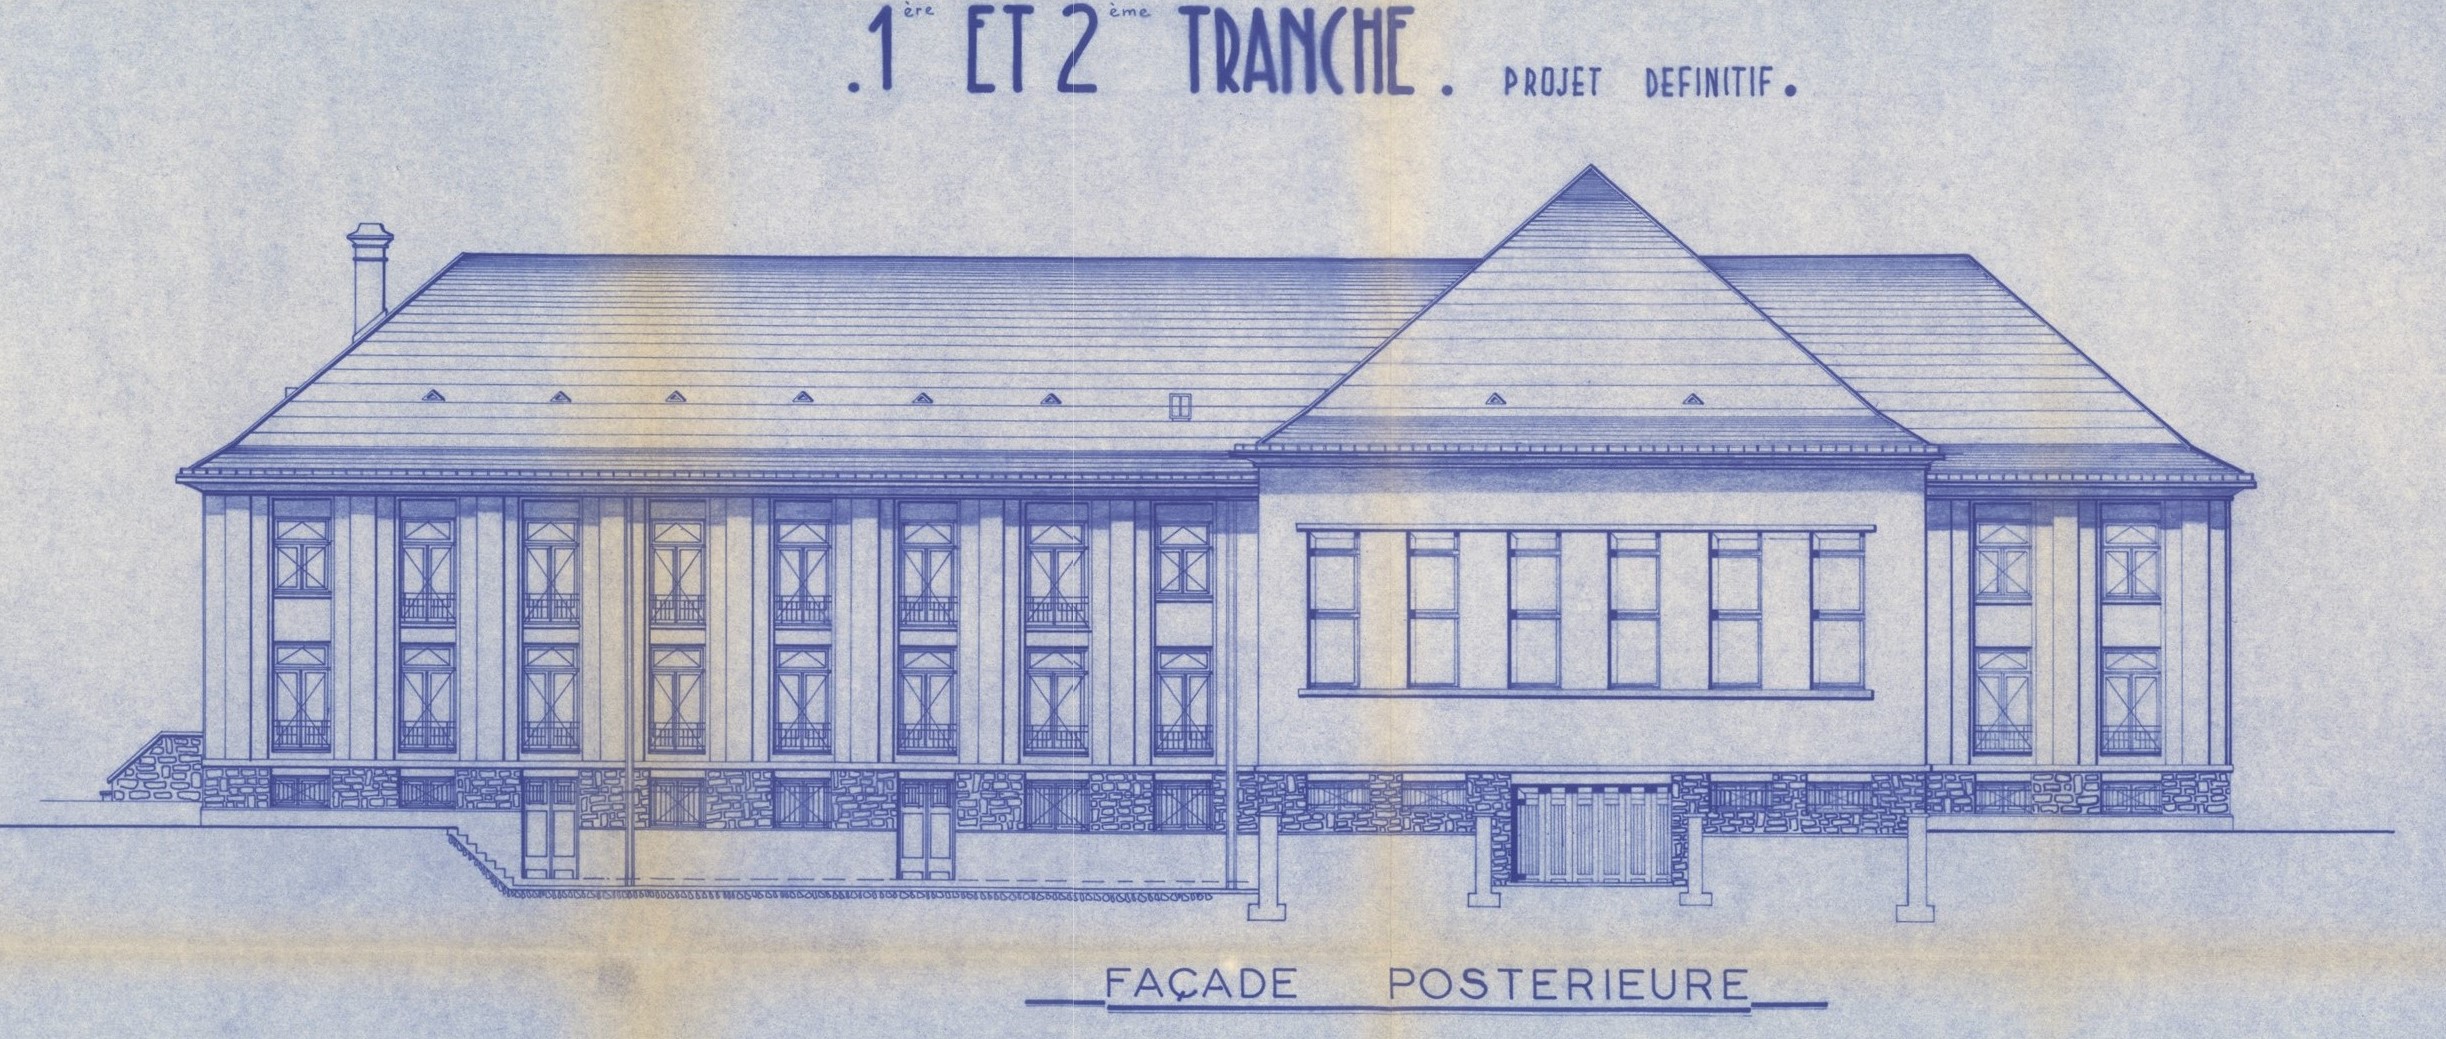 .1ère ET 2ème TRANCHE. PROJET DEFINITIF.
FAÇADE POSTERIEURE